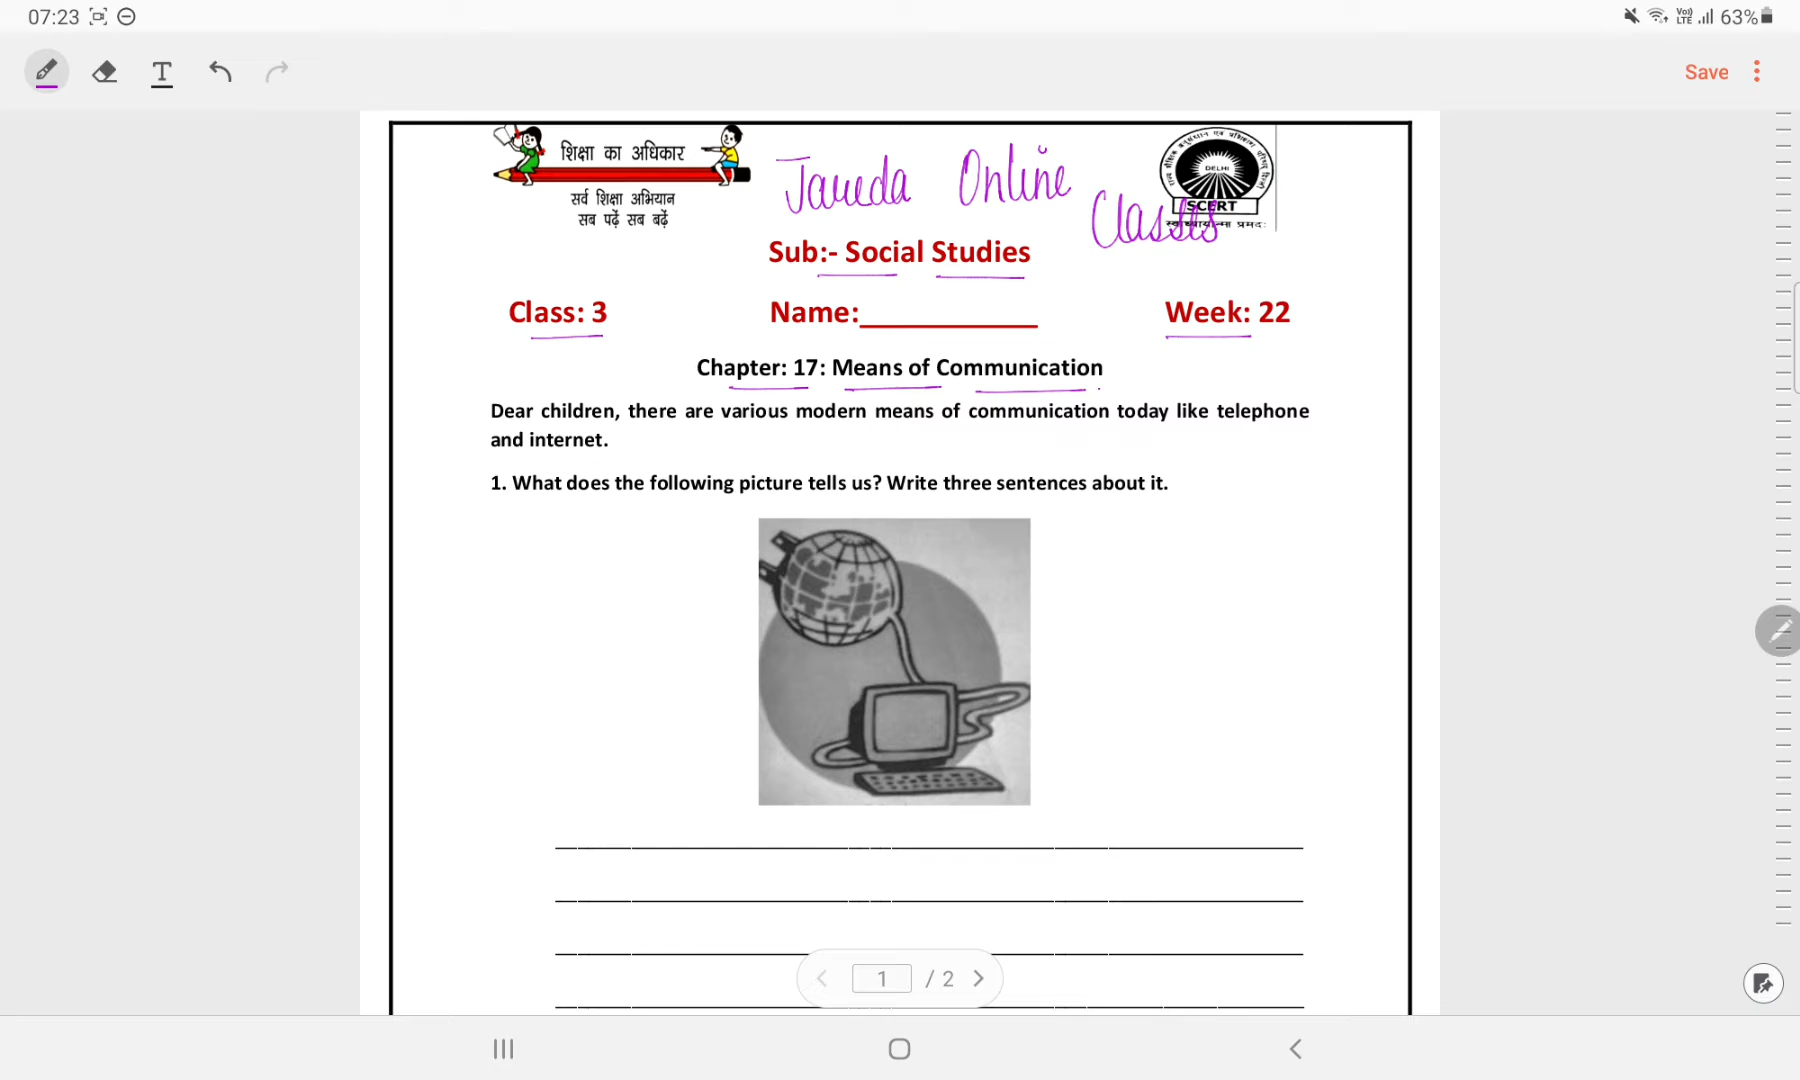 07:23
Vo)) LTE 63%
T
Save
शिक्षा का अधिकार
सर्व शिक्षा अभियान
सब पढ़ें सब बढ़ें
Online
Classes
DELHI
SCERT
Sub:- Social Studies
Class: 3 Name:___________ Week: 22
Chapter: 17: Means of Communication
Dear children, there are various modern means of communication today like telephone
and internet.
1. What does the following picture tells us? Write three sentences about it.
1 / 2